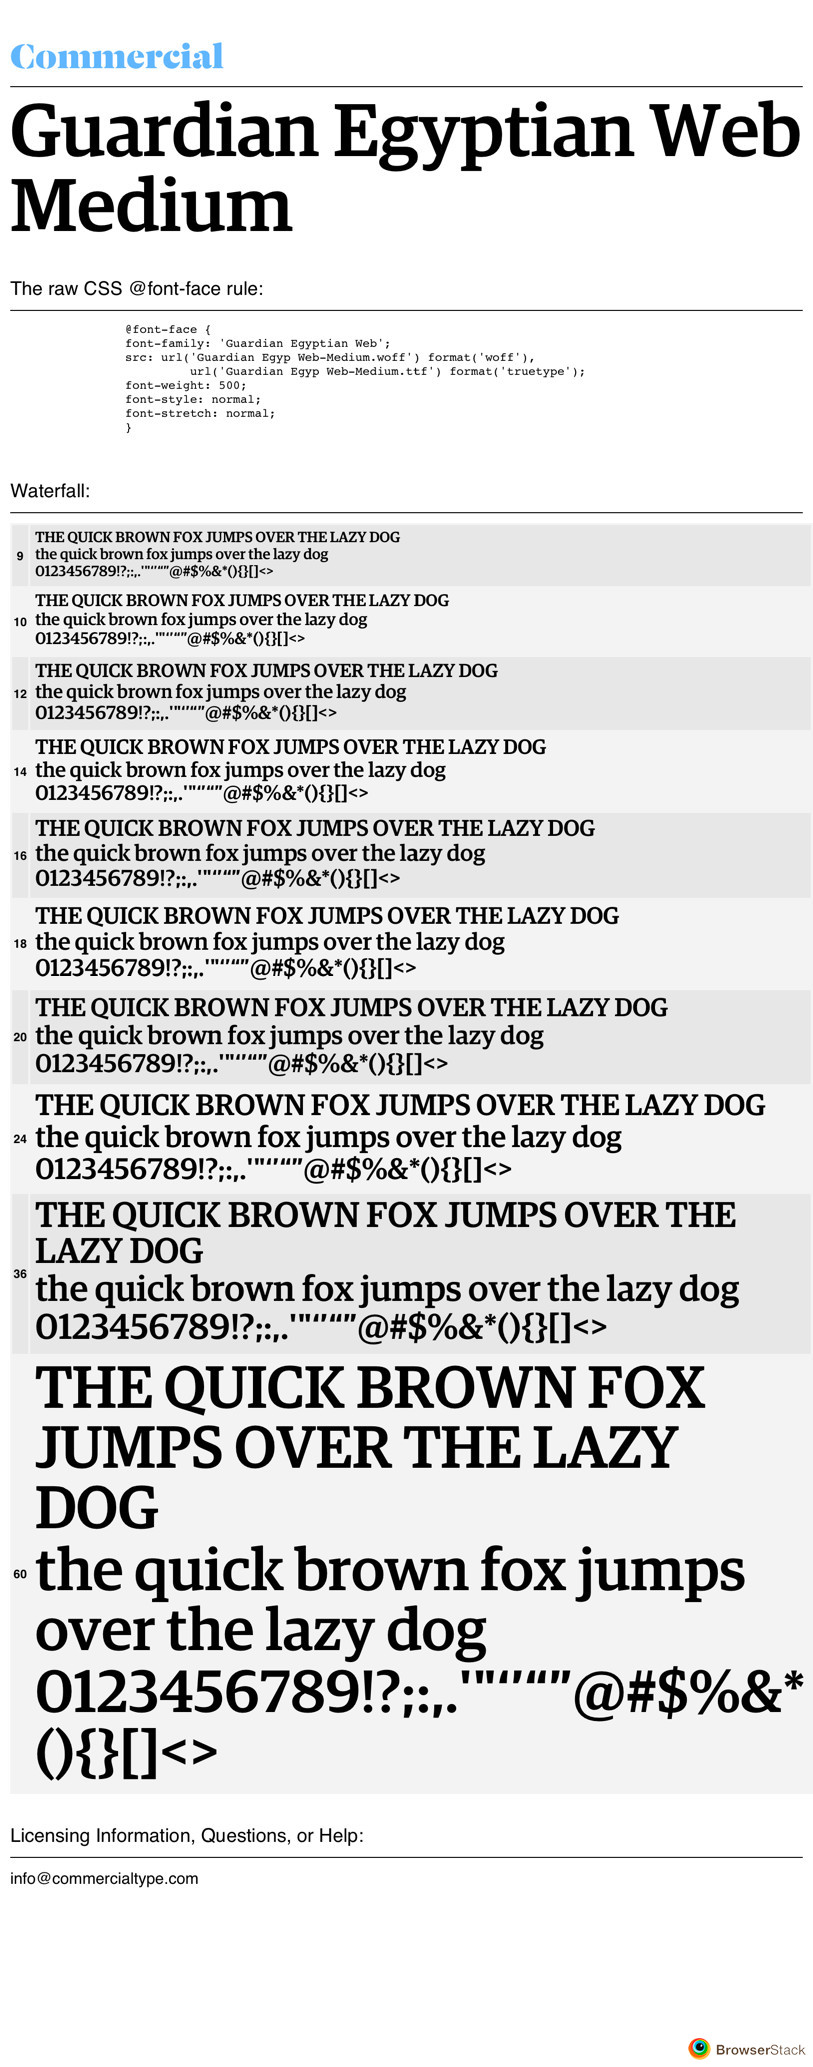 Commercial
Guardian Egyptian Web
Medium
The raw CSS @font-face rule:
@font-face {
font-family: 'Guardian Egyptian Web';
src: url('Guardian Egyp Web-Medium.woff') format('woff'),
url('Guardian Egyp Web-Medium.ttf') format('truetype');
font-weight: 500;
font-style: normal;
font-stretch: normal;
}
Waterfall:
THE QUICK BROWN FOX JUMPS OVER THE LAZY DOG
9 the quick brown fox jumps over the lazy dog
0123456789!?;:,.'"‘’“”@#$%&*(){}[]<>
THE QUICK BROWN FOX JUMPS OVER THE LAZY DOG
10 the quick brown fox jumps over the lazy dog
0123456789!?;:,.'"‘’“”@#$%&*(){}[]<>
THE QUICK BROWN FOX JUMPS OVER THE LAZY DOG
12 the quick brown fox jumps over the lazy dog
0123456789!?;:,.'"‘’“”@#$%&*(){}[]<>
THE QUICK BROWN FOX JUMPS OVER THE LAZY DOG
14 the quick brown fox jumps over the lazy dog
0123456789!?;:,.'"‘’“”@#$%&*(){}[]<>
THE QUICK BROWN FOX JUMPS OVER THE LAZY DOG
16 the quick brown fox jumps over the lazy dog
0123456789!?;:,.'"‘’“”@#$%&*(){}[]<>
THE QUICK BROWN FOX JUMPS OVER THE LAZY DOG
18 the quick brown fox jumps over the lazy dog
0123456789!?;:,.'"‘’“”@#$%&*(){}[]<>
THE QUICK BROWN FOX JUMPS OVER THE LAZY DOG
20 the quick brown fox jumps over the lazy dog
0123456789!?;:,.'"‘’“”@#$%&*(){}[]<>
THE QUICK BROWN FOX JUMPS OVER THE LAZY DOG
24 the quick brown fox jumps over the lazy dog
0123456789!?;:,.'"‘’“”@#$%&*(){}[]<>
THE QUICK BROWN FOX JUMPS OVER THE
LAZY DOG
36 the quick brown fox jumps over the lazy dog
0123456789!?;:,.'"‘’“”@#$%&*(){}[]<>
THE QUICK BROWN FOX
JUMPS OVER THE LAZY
DOG
60 the quick brown fox jumps
over the lazy dog
0123456789!?;:,.'"‘’“”@#$%&*
(){}[]<>
Licensing Information, Questions, or Help:
info@commercialtype.com
BrowserStack